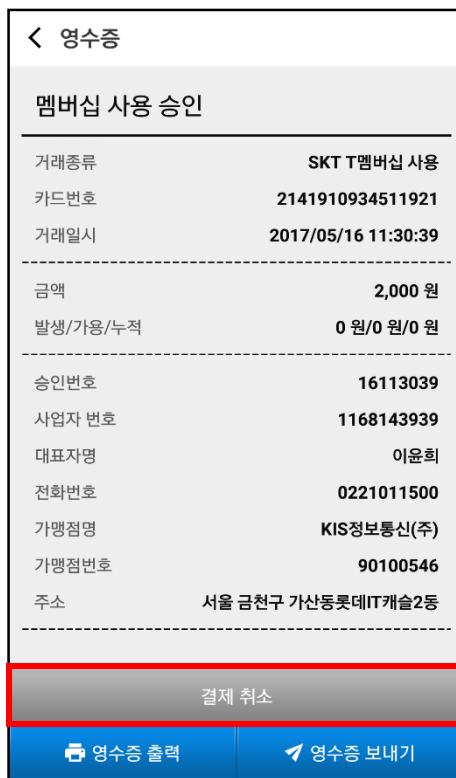 영수증
멤버십 사용 승인
거래종류 SKT T멤버십 사용
카드번호 2141910934511921
거래일시 2017/05/16 11:30:39
금액 2,000 원
발생/가용/누적 0 원/0 원/0 원
승인번호 16113039
사업자 번호 1168143939
대표자명 이윤희
전화번호 0221011500
가맹점명 KIS정보통신(주)
가맹점번호 90100546
주소 서울 금천구 가산동롯데IT캐슬2동
결제 취소
영수증 출력 영수증 보내기